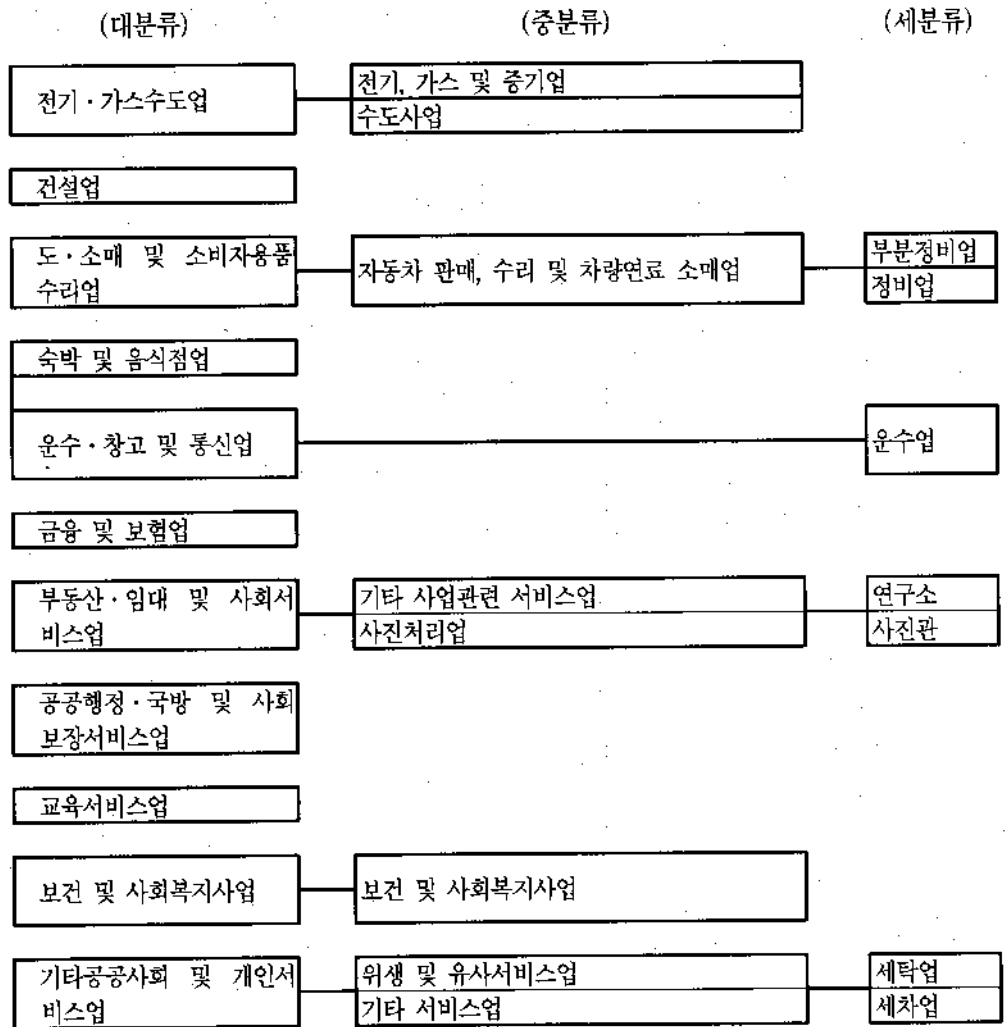 (대분류) (중분류) (세분류)
전기·가스수도업
전기, 가스 및 증기업
수도사업
건설업
도·소매 및 소비자용품
수리업
자동차 판매, 수리 및 차량연료 소매업
부분정비업
정비업
숙박 및 음식점업
운수·창고 및 통신업
운수업
금융 및 보험업
부동산·임대 및 사회서
비스업
기타 사업관련 서비스업
사진처리업
연구소
사진관
공공행정·국방 및 사회
보장서비스업
교육서비스업
보건 및 사회복지사업
보건 및 사회복지사업
기타공공사회 및 개인서
비스업
위생 및 유사서비스업
기타 서비스업
세탁업
세차업